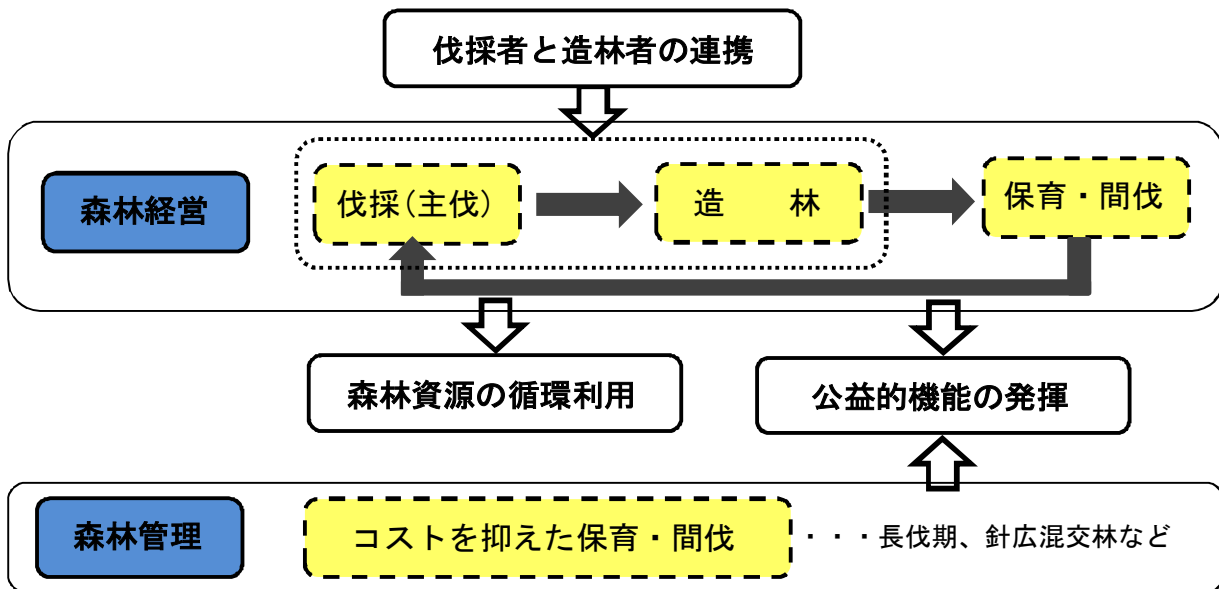 伐採者と造林者の連携
森林経営
伐採(主伐)
造　　林
保育・間伐
森林資源の循環利用
公益的機能の発揮
森林管理
コストを抑えた保育・間伐
・・・長伐期、針広混交林など